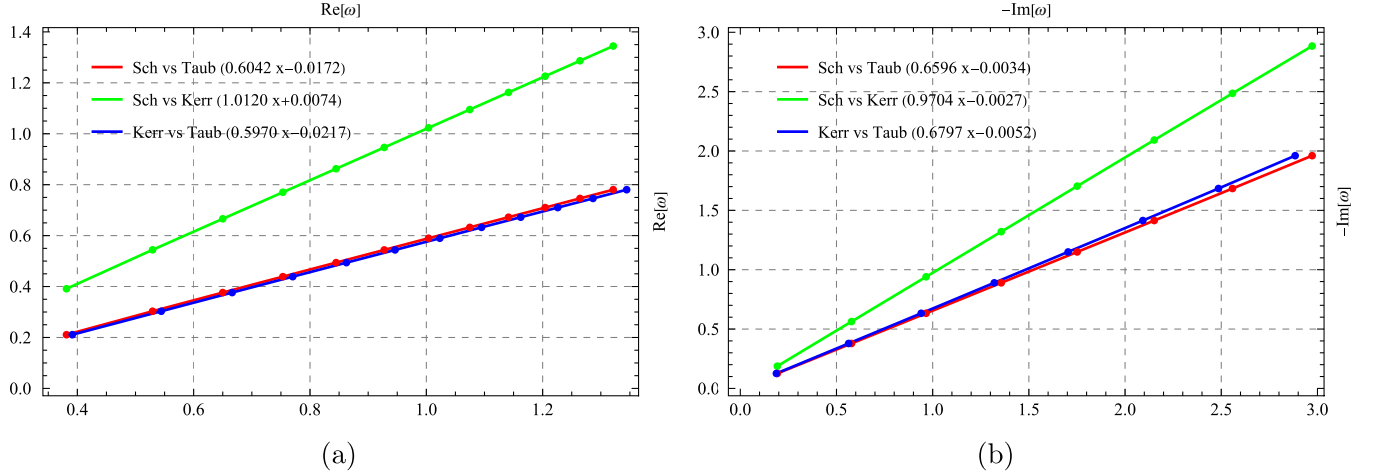 Re[ω]
1.4
1.2
1.0
0.8
0.6
0.4
0.2
0.0
Sch vs Taub (0.6042 x−0.0172)
Sch vs Kerr (1.0120 x+0.0074)
Kerr vs Taub (0.5970 x−0.0217)
0.4 0.6 0.8 1.0 1.2
Re[ω]
(a)
−Im[ω]
3.0
2.5
2.0
1.5
1.0
0.5
0.0
Sch vs Taub (0.6596 x−0.0034)
Sch vs Kerr (0.9704 x−0.0027)
Kerr vs Taub (0.6797 x−0.0052)
0.0 0.5 1.0 1.5 2.0 2.5 3.0
−Im[ω]
(b)